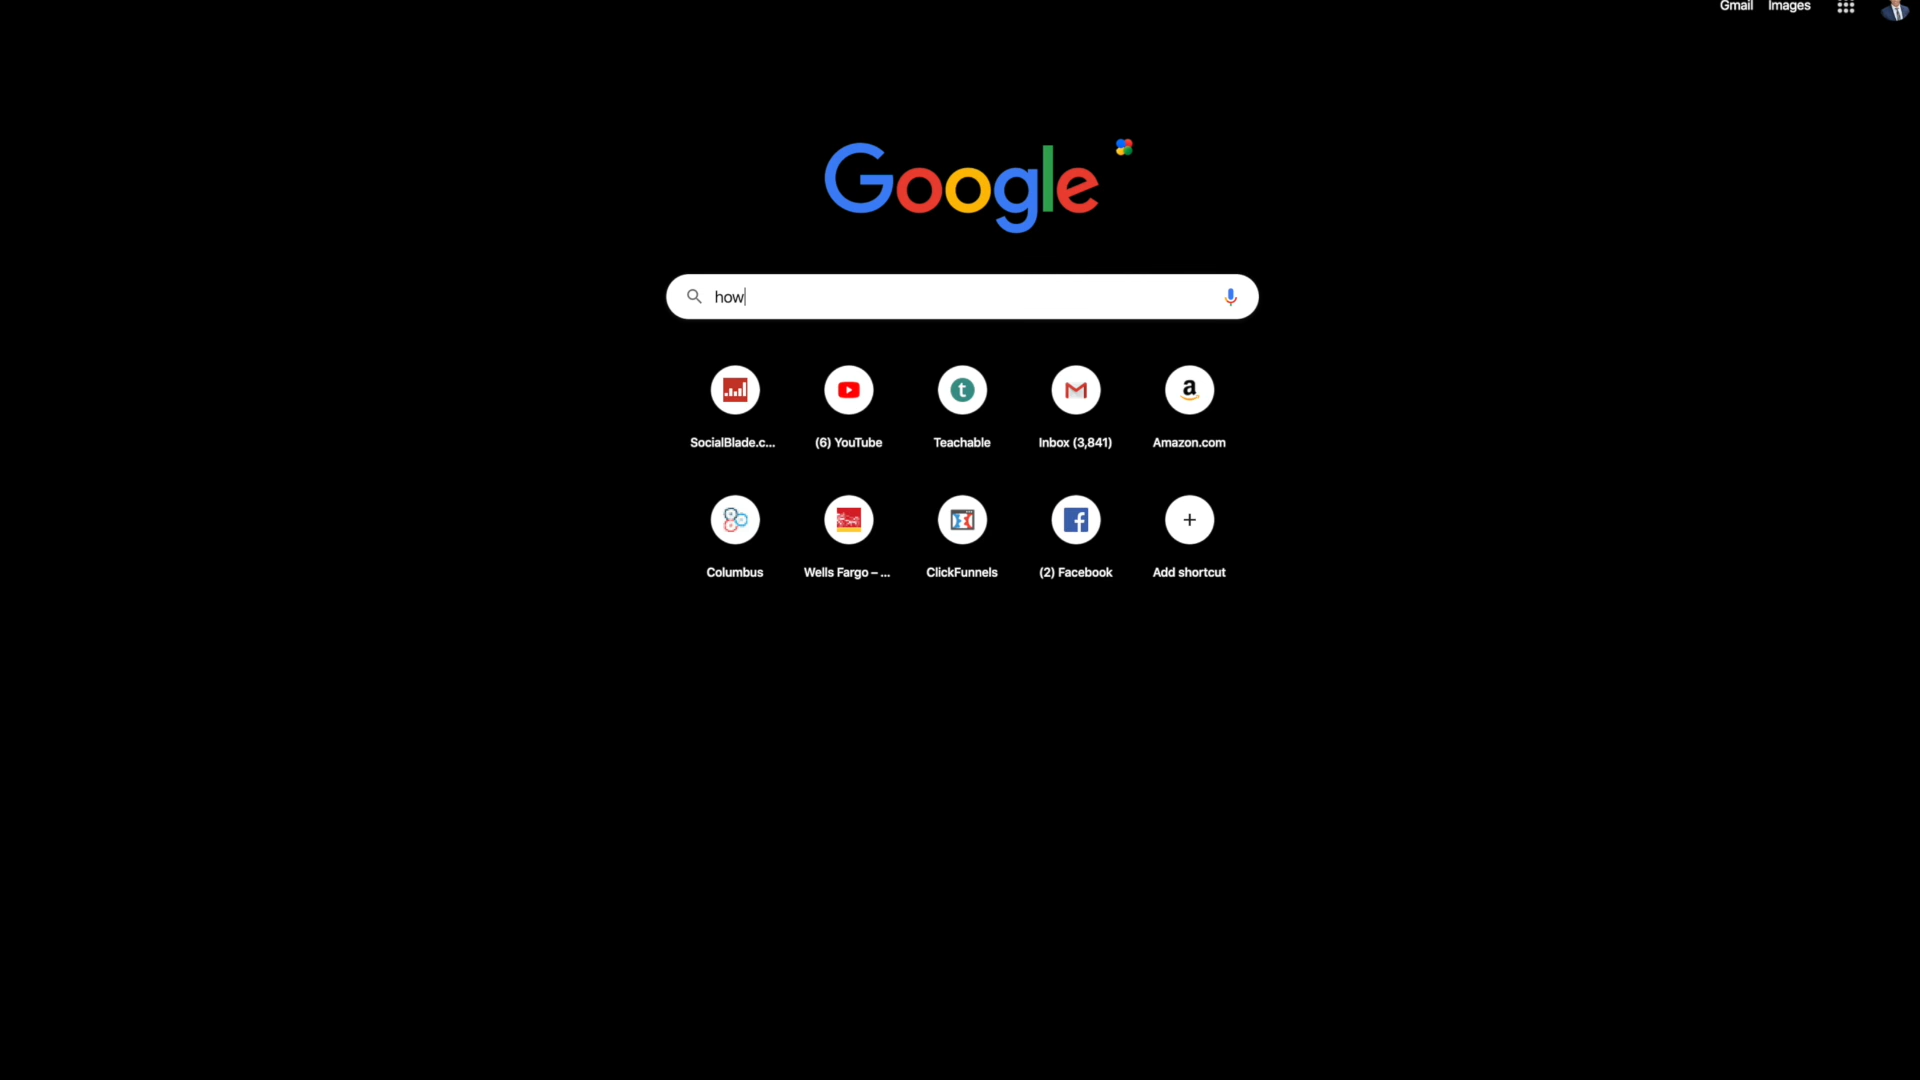 Gmail Images
Google
how
SocialBlade.c...
(6) YouTube
Teachable
Inbox (3,841)
Amazon.com
Columbus
Wells Fargo – ...
ClickFunnels
(2) Facebook
Add shortcut